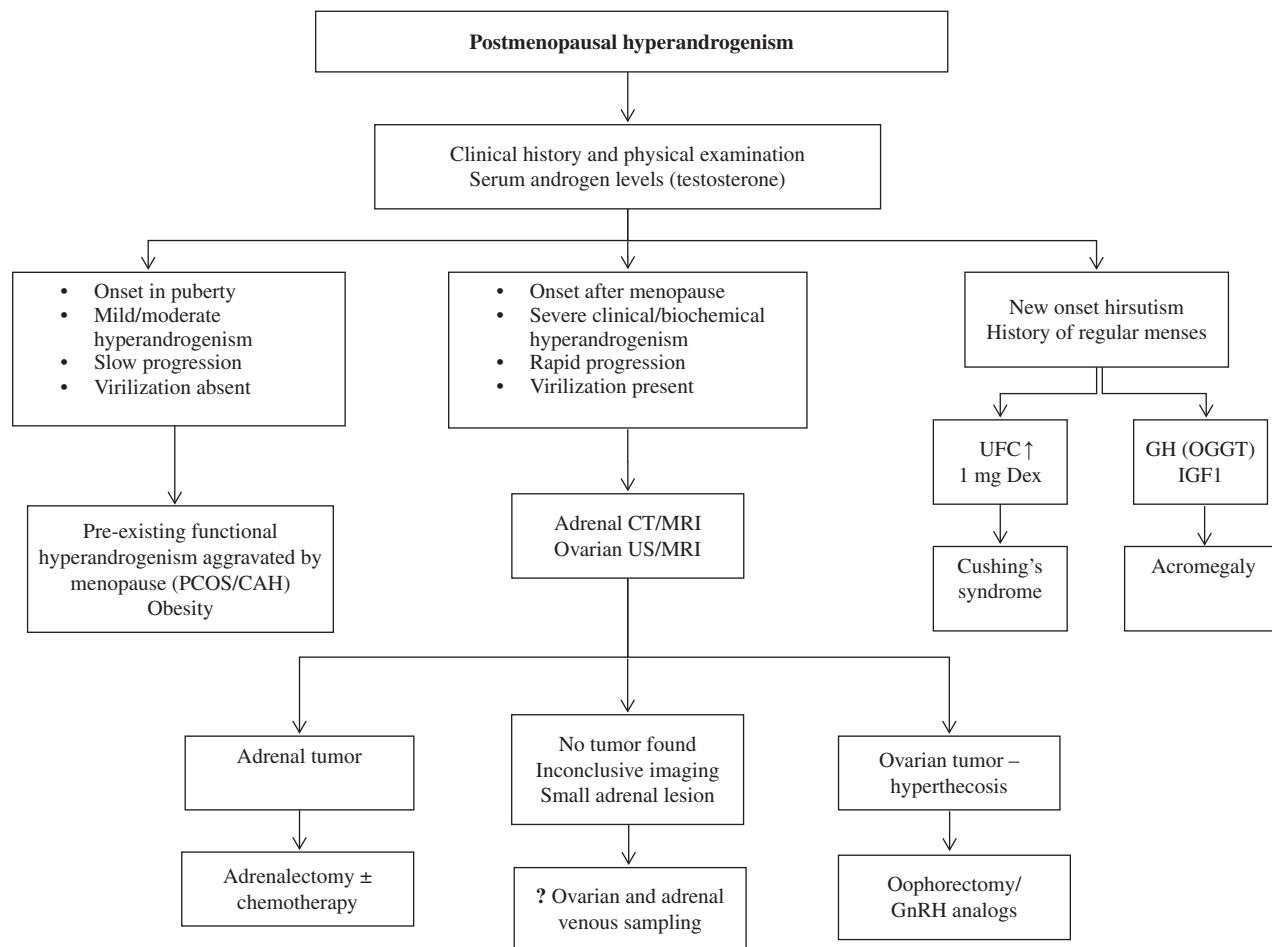 Postmenopausal hyperandrogenism
Clinical history and physical examination
Serum androgen levels (testosterone)
• Onset in puberty
• Mild/moderate
hyperandrogenism
• Slow progression
• Virilization absent
• Onset after menopause
• Severe clinical/biochemical
hyperandrogenism
• Rapid progression
• Virilization present
New onset hirsutism
History of regular menses
UFC ↑
1 mg Dex
GH (OGGT)
IGF1
Pre-existing functional
hyperandrogenism aggravated by
menopause (PCOS/CAH)
Obesity
Adrenal CT/MRI
Ovarian US/MRI
Cushing's
syndrome
Acromegaly
Adrenal tumor
No tumor found
Inconclusive imaging
Small adrenal lesion
Ovarian tumor –
hyperthecosis
Adrenalectomy ±
chemotherapy
? Ovarian and adrenal
venous sampling
Oophorectomy/
GnRH analogs